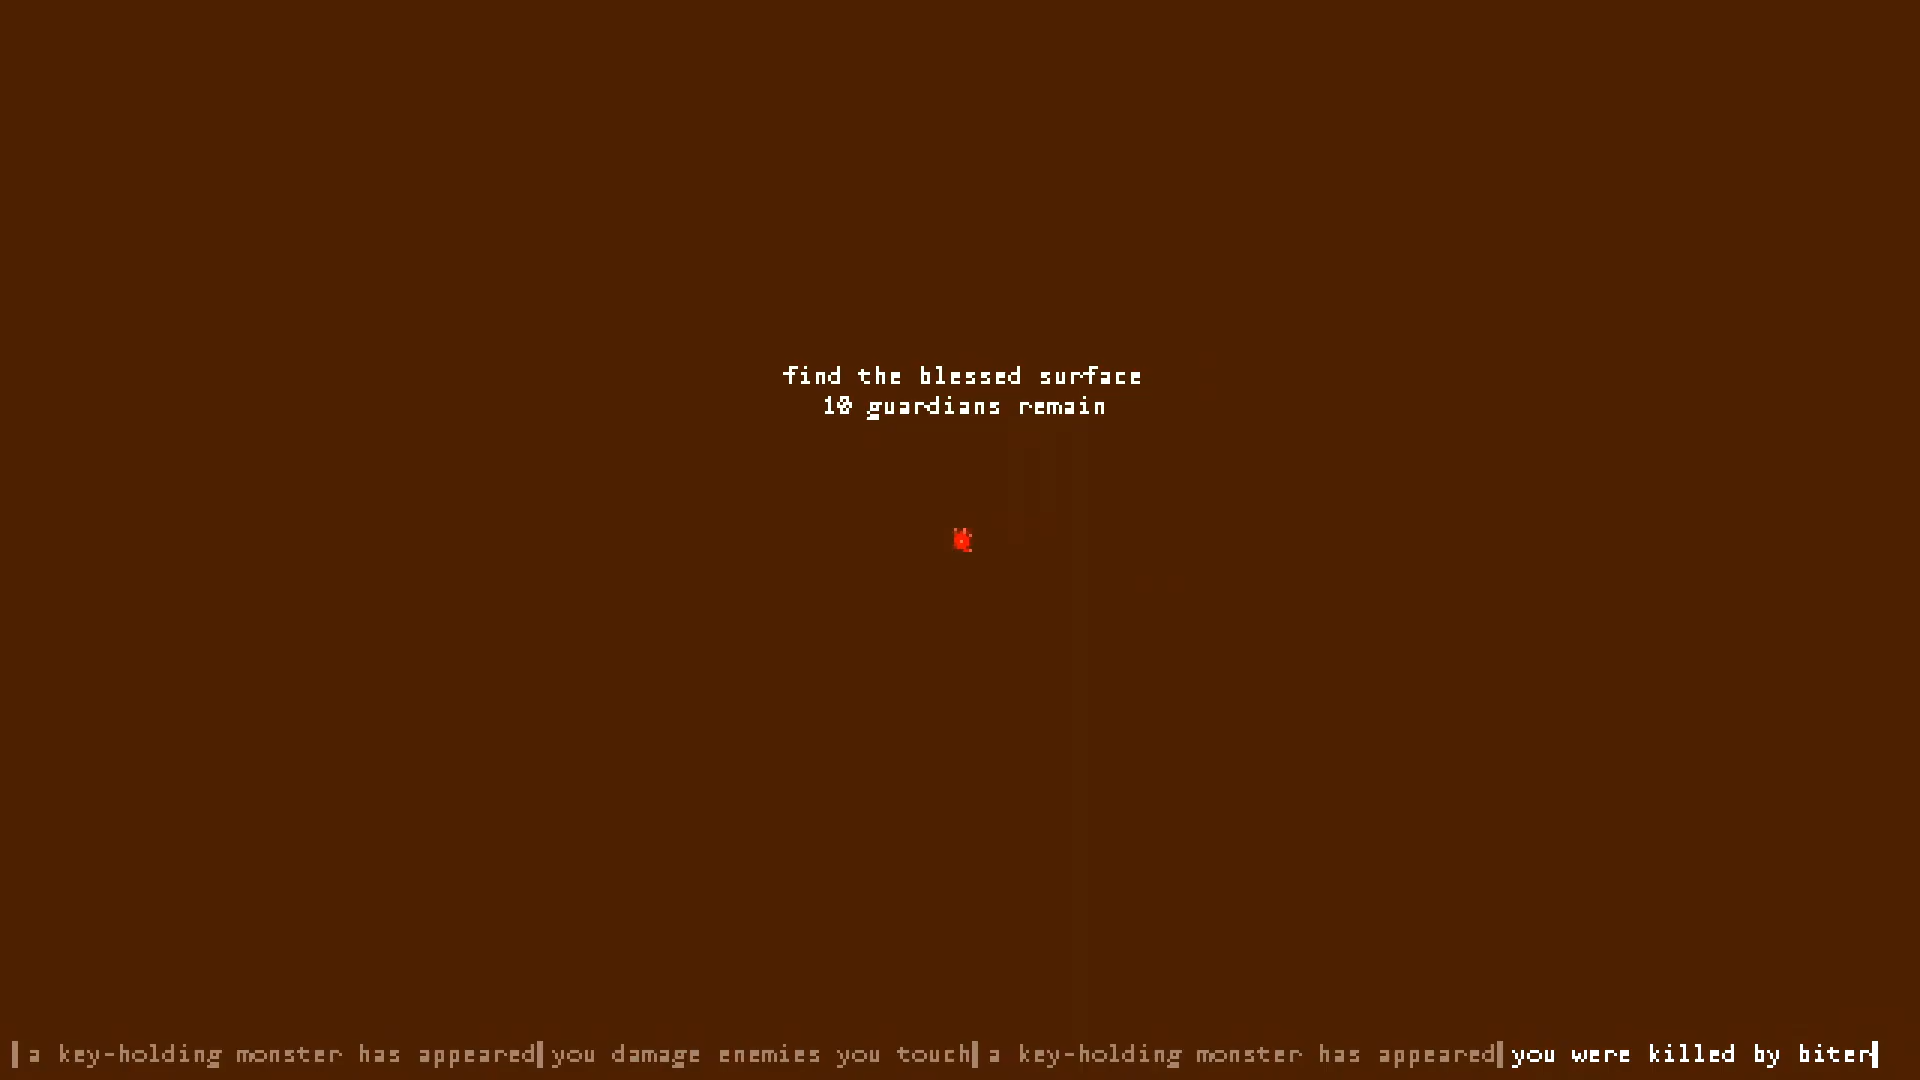 find the blessed surface
10 guardians remain
a key-holding monster has appeared|you damage enemies you touch|a key-holding monster has appeared|you were killed by biter